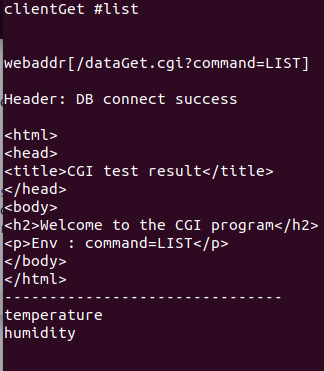 clientGet #list
webaddr[/dataGet.cgi?command=LIST]
Header: DB connect success
<html>
<head>
<title>CGI test result</title>
</head>
<body>
<h2>Welcome to the CGI program</h2>
<p>Env : command=LIST</p>
</body>
</html>
-------------------------------
temperature
humidity